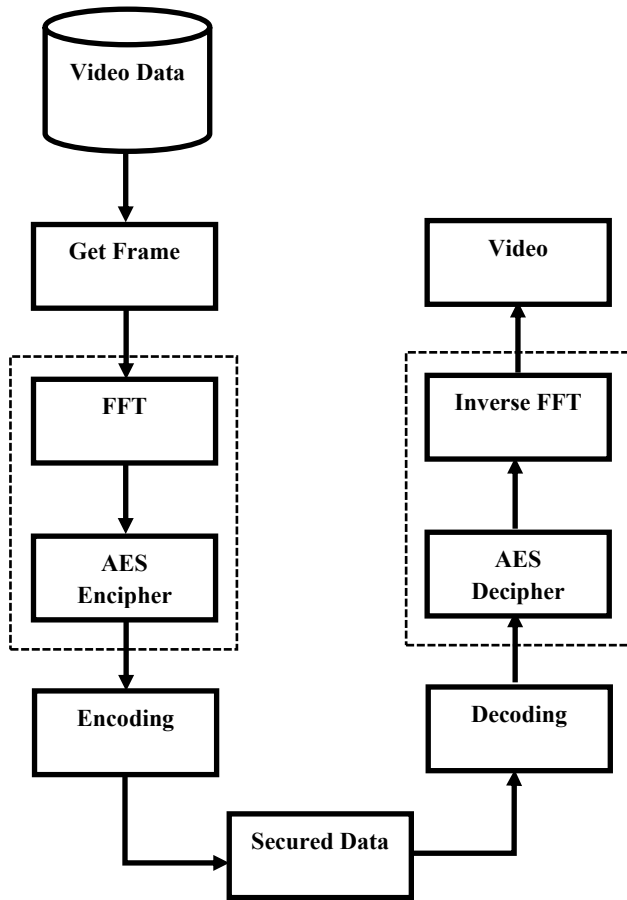 Video Data
Get Frame
FFT
AES
Encipher
Encoding
Secured Data
Decoding
AES
Decipher
Inverse FFT
Video